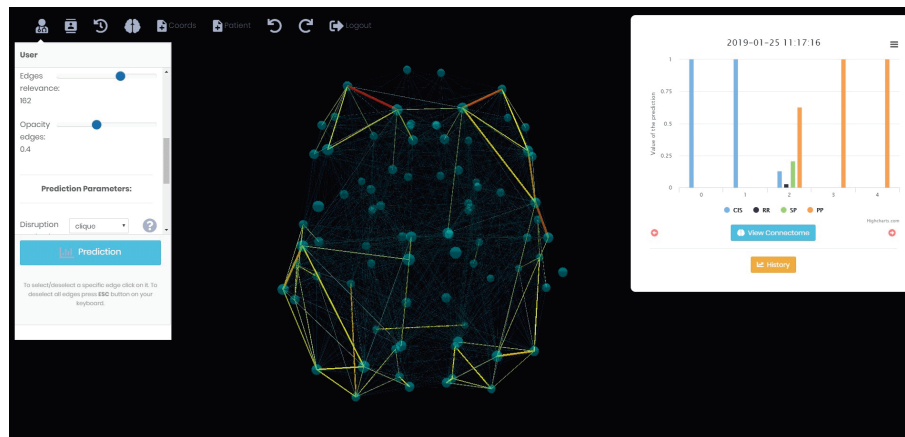 Coords Patient Logout
User
Edges
relevance:
162
Opacity
edges:
0.4
Prediction Parameters:
Disruption clique ?
Prediction
To select/deselect a specific edge click on it. To
deselect all edges press ESC button on your
keyboard.
2019-01-25 11:17:16
Value of the prediction
1
0.75
0.5
0.25
0
0 1 2 3 4
CIS RR SP PP
Highcharts.com
View Connectome
History